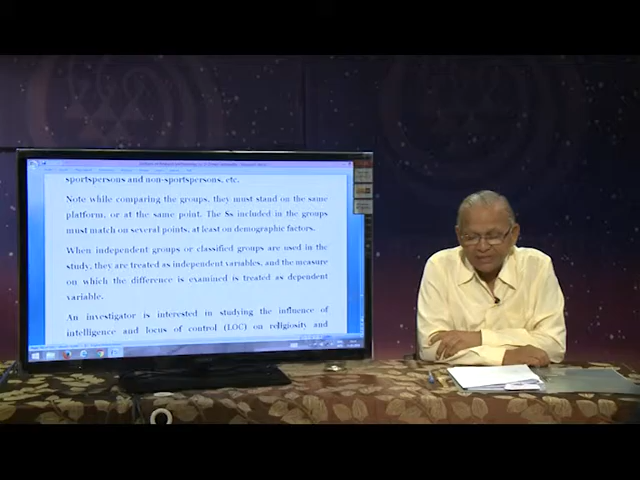 sportspersons and non-sportspersons, etc.
Note while comparing the groups, they must stand on the same
platform, or at the same point. The Ss included in the groups
must match on several points, at least on demographic factors.
When independent groups or classified groups are used in the
study, they are treated as independent variables, and the measure
on which the difference is examined is treated as dependent
variable.
An investigator is interested in studying the influence of
intelligence and locus of control (LOC) on religiosity and